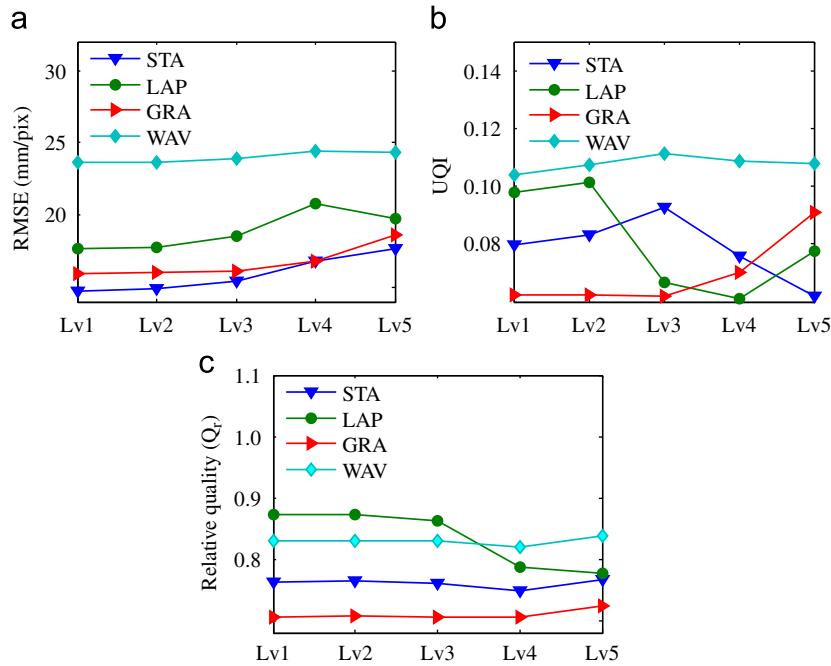 a
RMSE (mm/pix)
30
25
20
STA
LAP
GRA
WAV
Lv1 Lv2 Lv3 Lv4 Lv5
b
UQI
0.14
0.12
0.10
0.08
STA
LAP
GRA
WAV
Lv1 Lv2 Lv3 Lv4 Lv5
c
Relative quality (Qr)
1.1
1.0
0.9
0.8
STA
LAP
GRA
WAV
Lv1 Lv2 Lv3 Lv4 Lv5